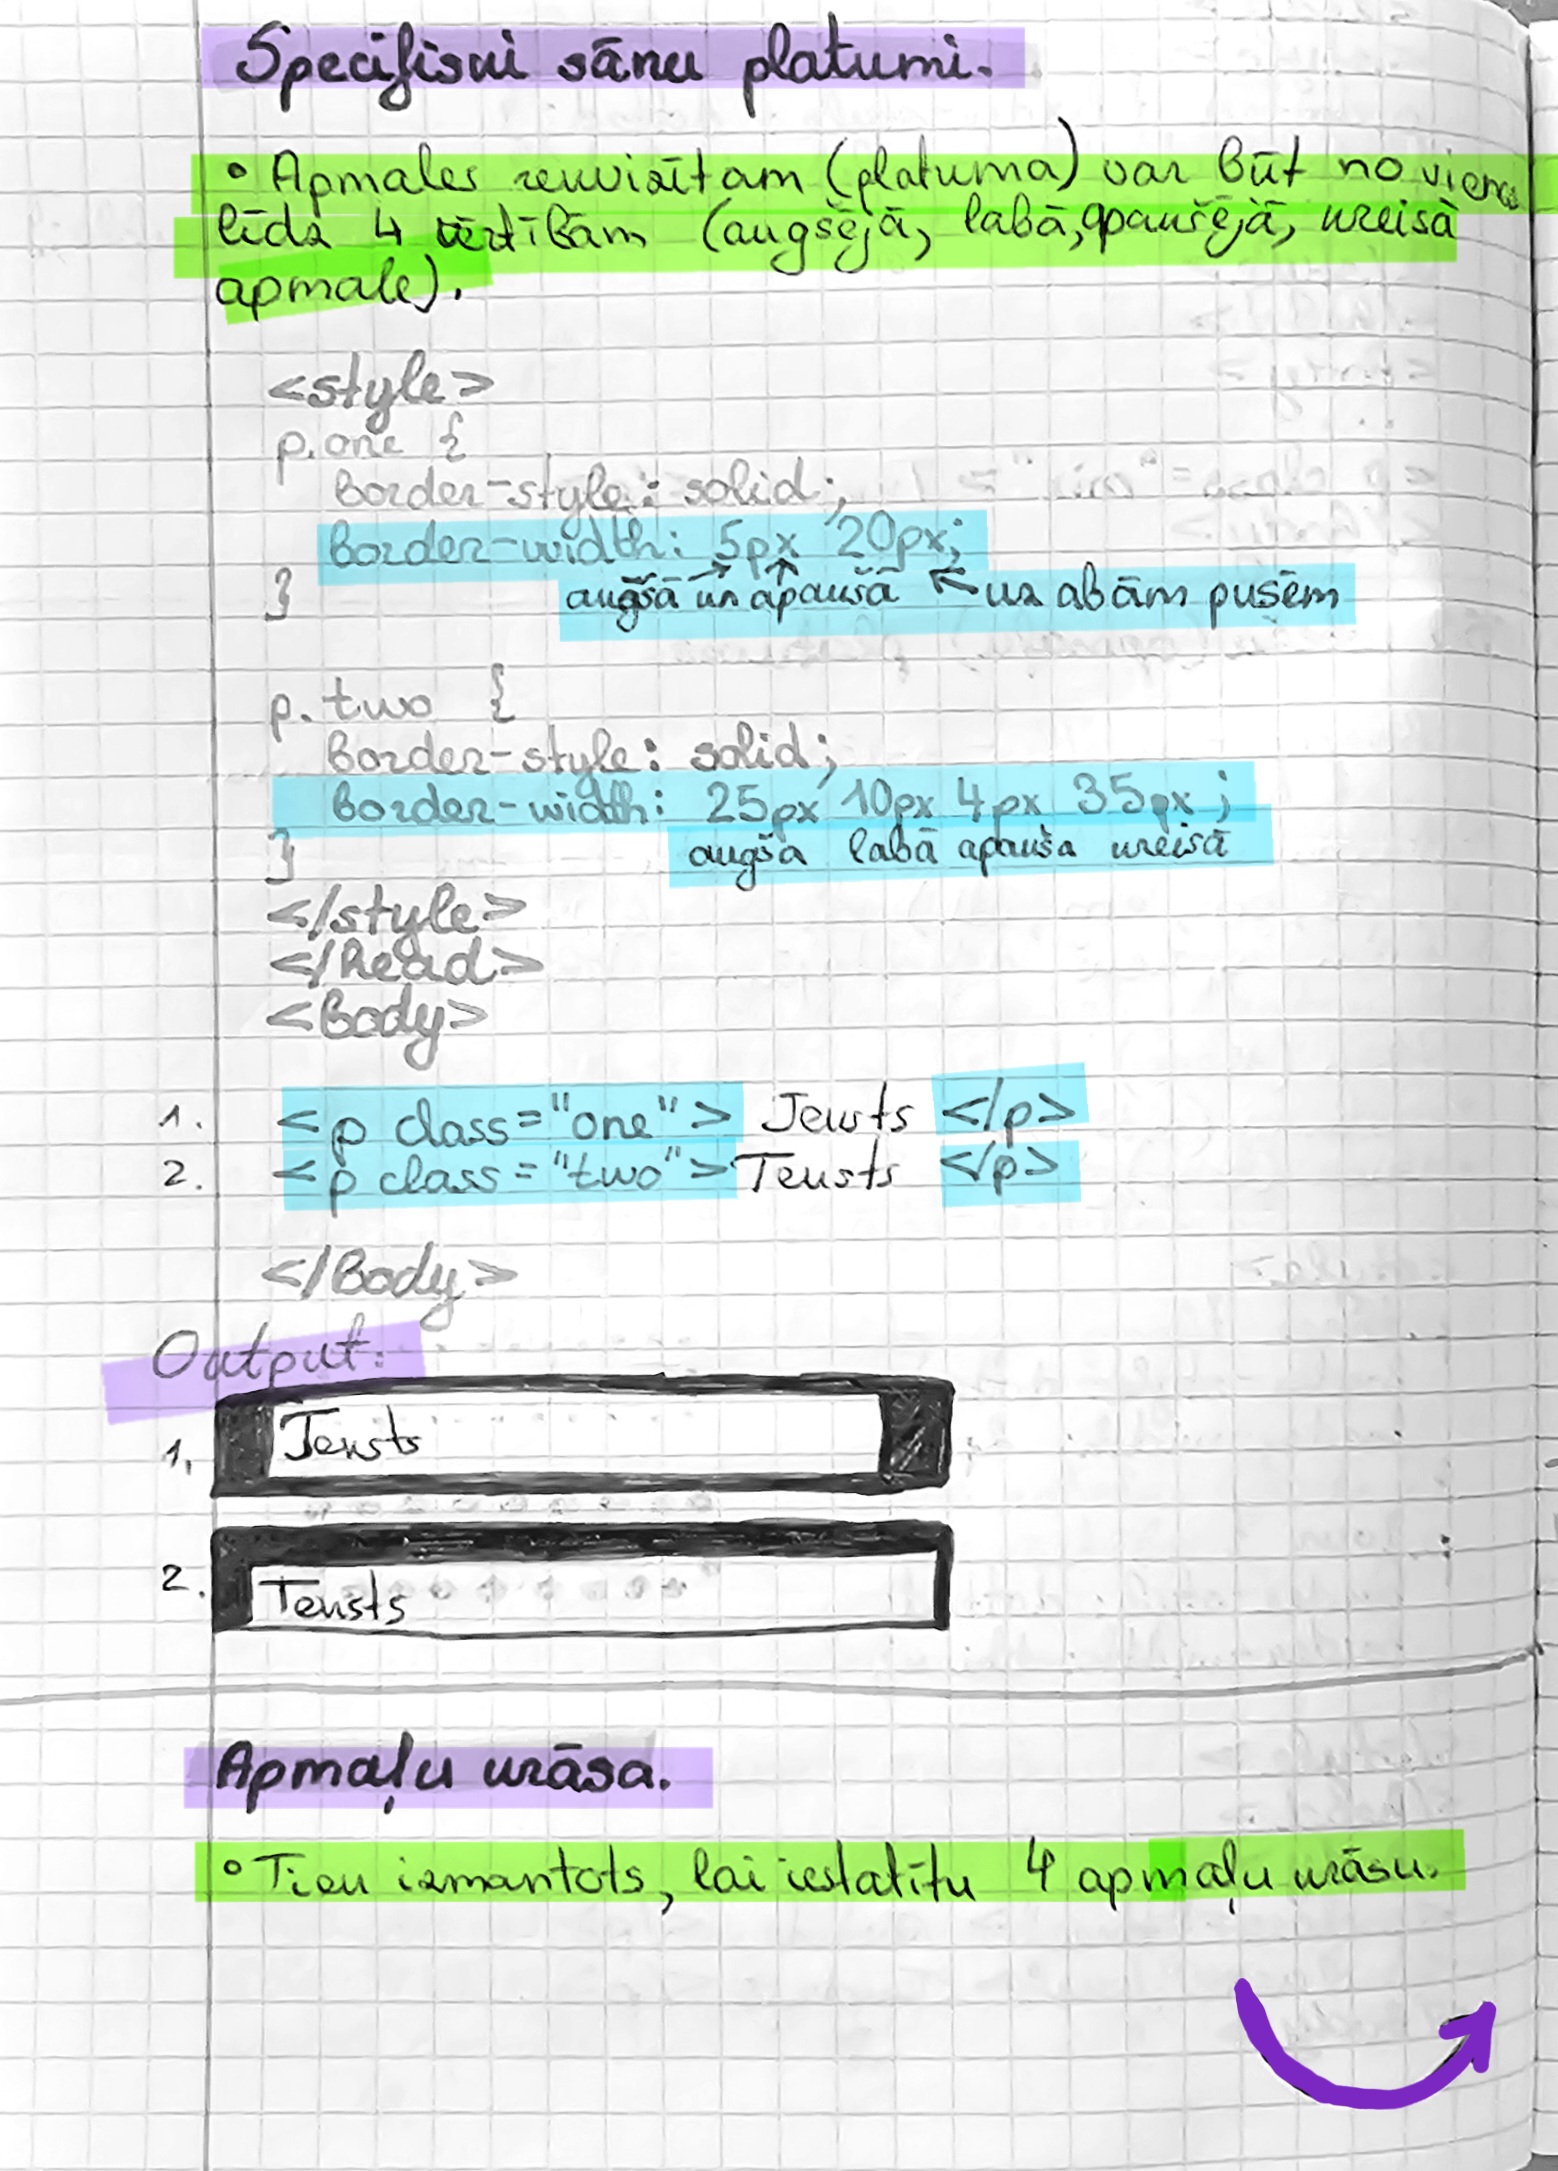 Specifiski sānu platumi.
• Apmales rekvizītam (platuma) var būt no vienas
līdz 4 vērtībām (augšējā, labā, apakšējā, kreisā
apmale).
<style>
p.one {
border-style: solid;
border-width: 5px 20px;
} augšā un apakšā uz abām pusēm
p.two {
border-style: solid;
border-width: 25px 10px 4px 35px;
} augša labā apakša kreisā
</style>
</head>
<body>
1. <p class="one"> Teksts </p>
2. <p class="two"> Teksts </p>
</body>
Output:
1. Teksts
2. Teksts
Apmaļu krāsa.
• Tiek izmantots, lai iestatītu 4 apmaļu krāsu.